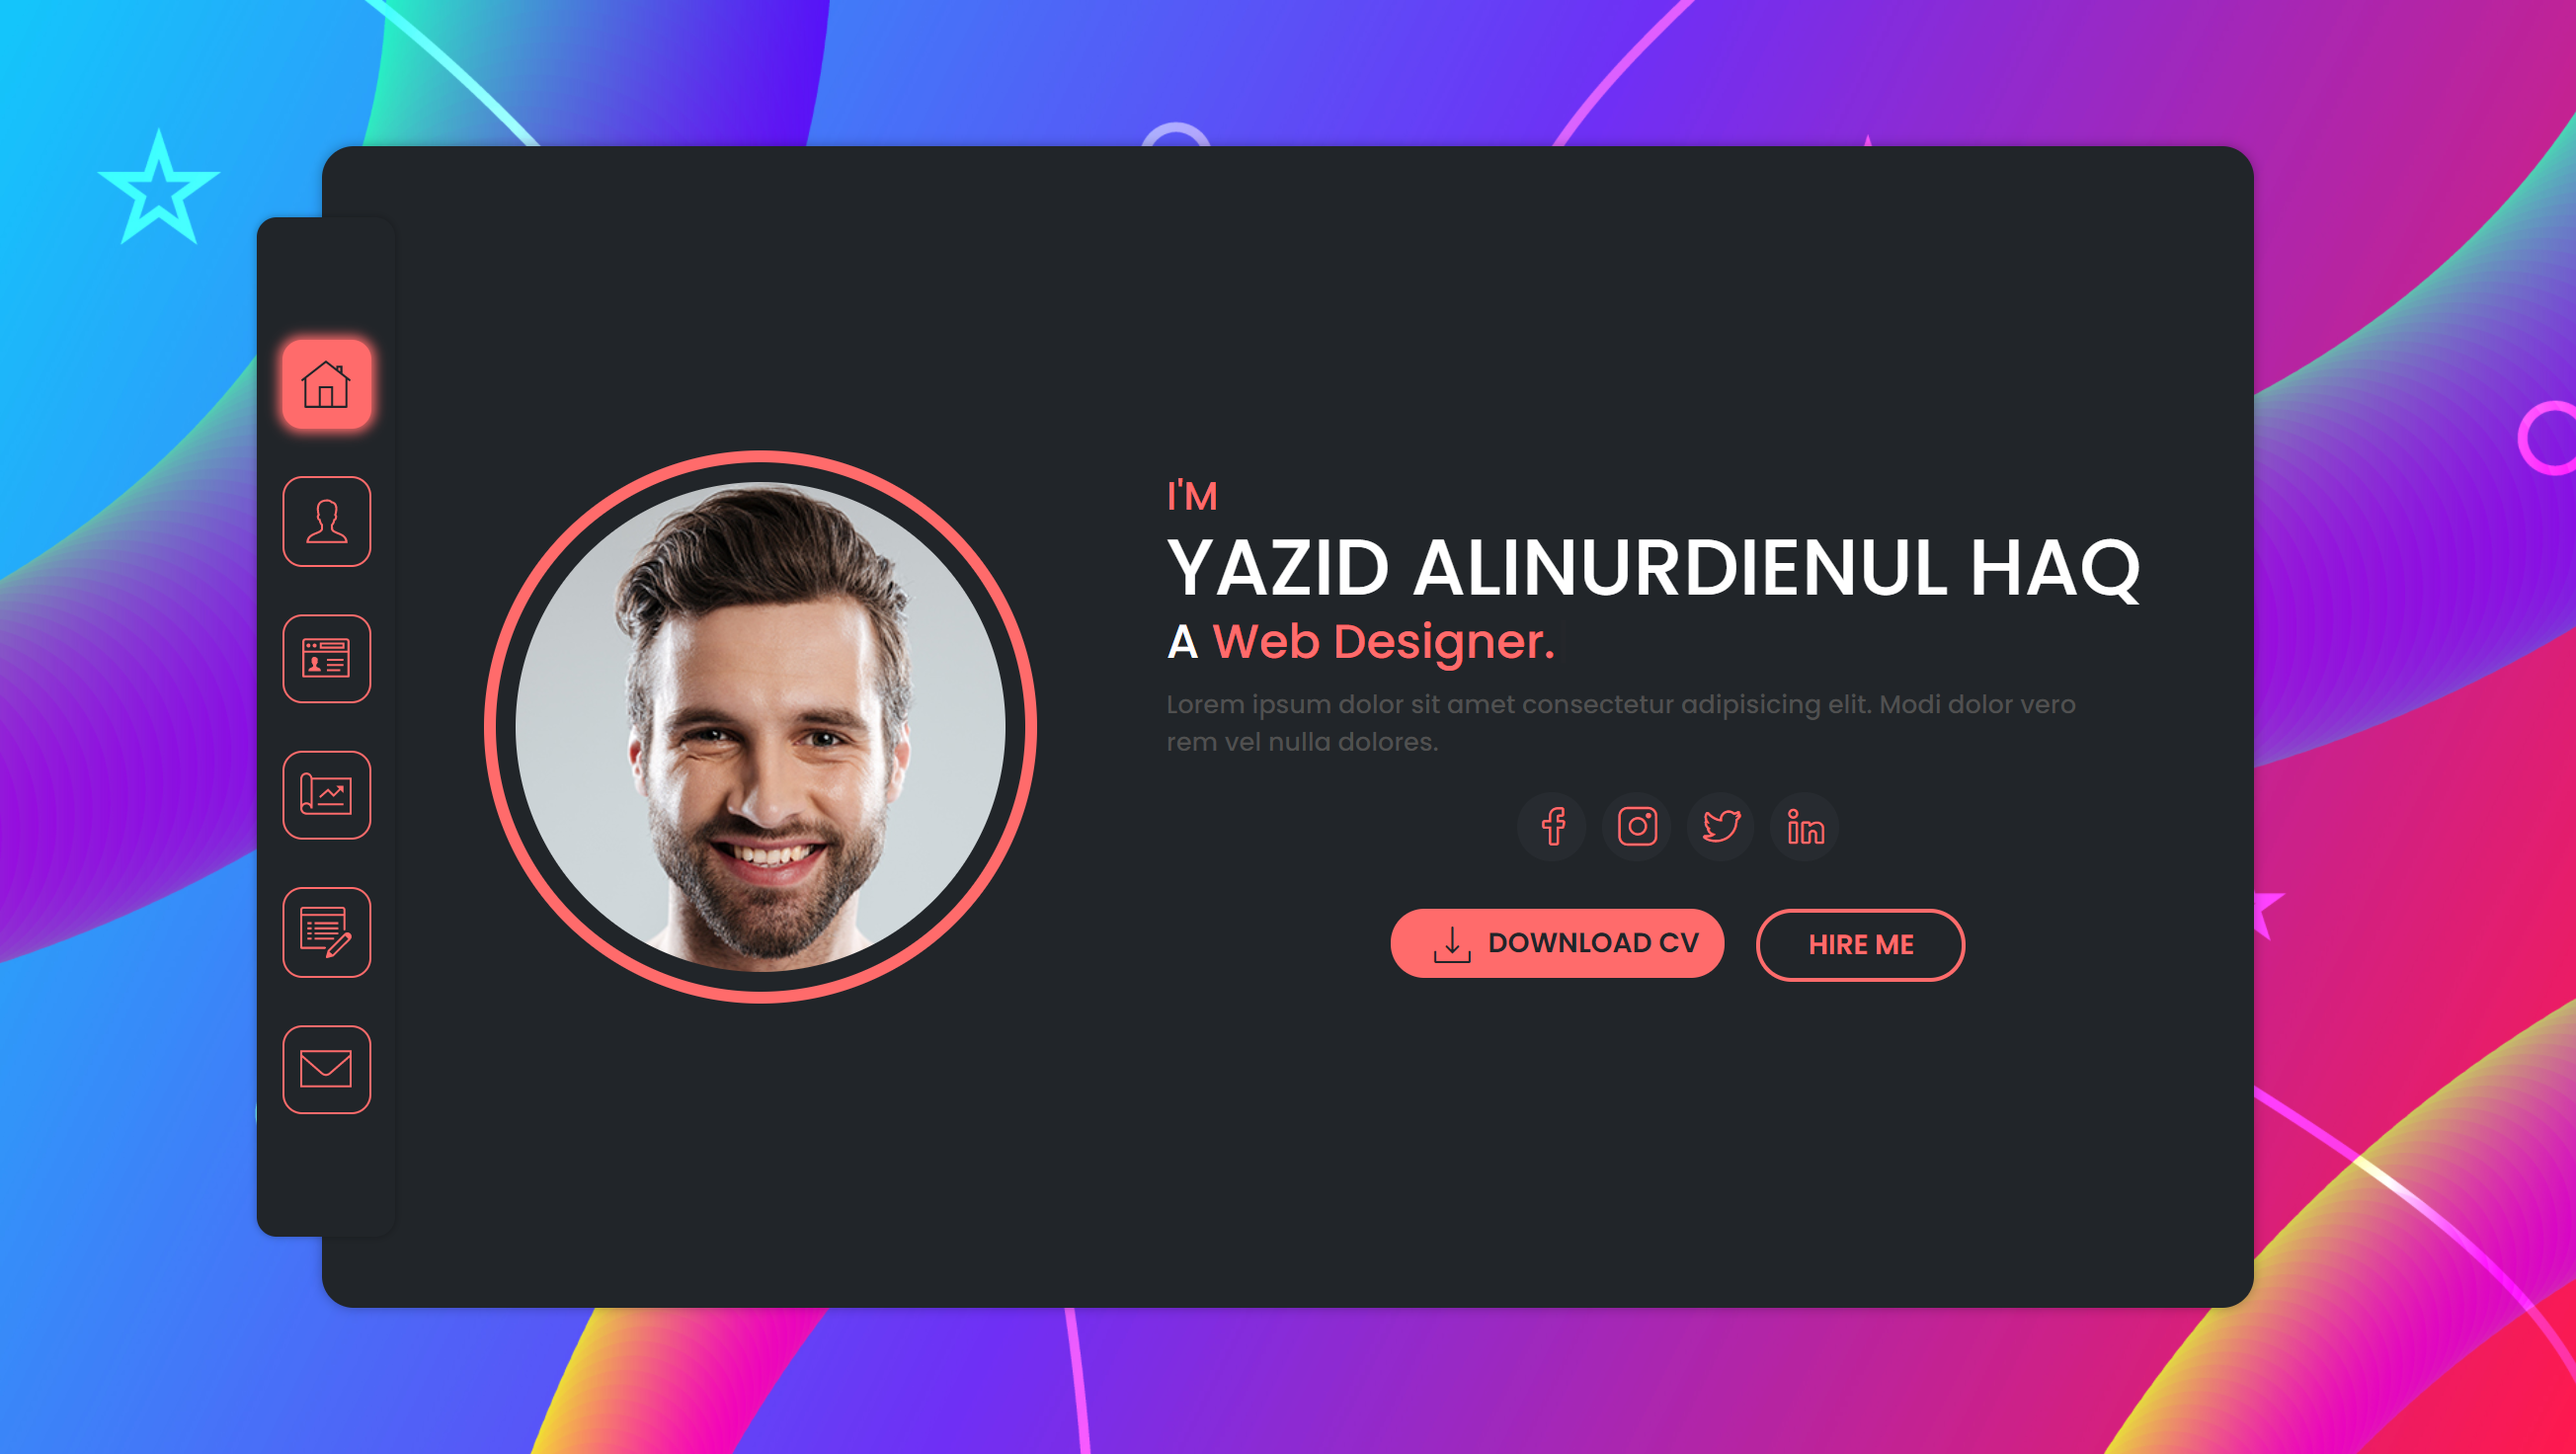 I'M
YAZID ALINURDIENUL HAQ
A Web Designer.
Lorem ipsum dolor sit amet consectetur adipisicing elit. Modi dolor vero
rem vel nulla dolores.
DOWNLOAD CV
HIRE ME